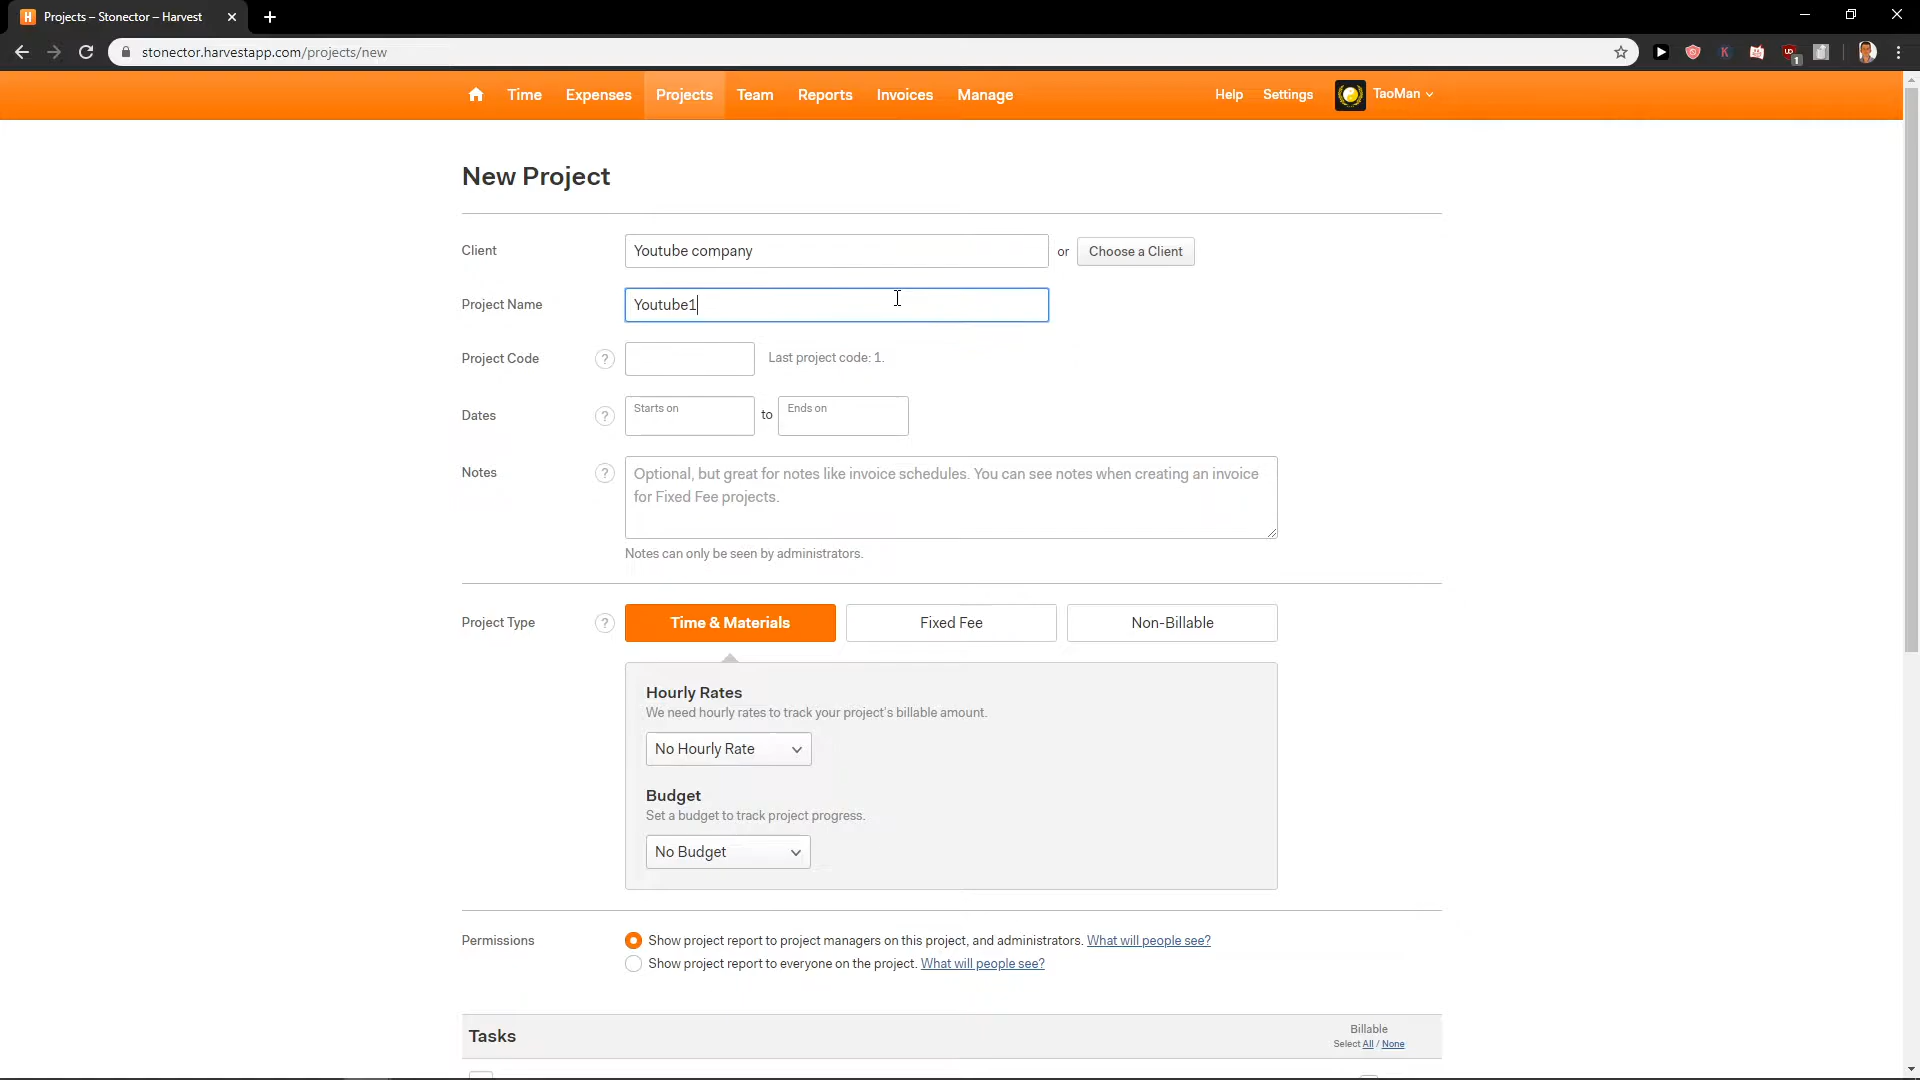 Projects – Stonector – Harvest
stonector.harvestapp.com/projects/new
Time Expenses Projects Team Reports Invoices Manage Help Settings TaoMan
New Project
Client Youtube company or Choose a Client
Project Name Youtube1
Project Code ? Last project code: 1.
Dates ? Starts on to Ends on
Notes ? Optional, but great for notes like invoice schedules. You can see notes when creating an invoice
for Fixed Fee projects.
Notes can only be seen by administrators.
Project Type ? Time & Materials Fixed Fee Non-Billable
Hourly Rates
We need hourly rates to track your project's billable amount.
No Hourly Rate
Budget
Set a budget to track project progress.
No Budget
Permissions Show project report to project managers on this project, and administrators. What will people see?
Show project report to everyone on the project. What will people see?
Tasks Billable
Select All / None